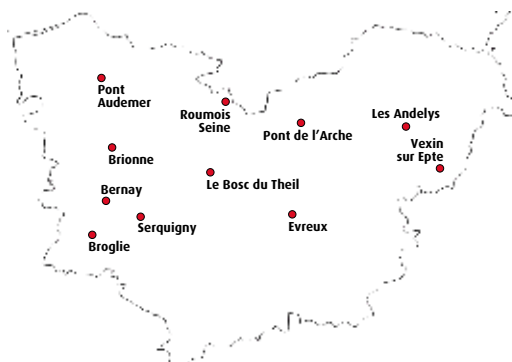 Pont
Audemer
Roumois
Seine
Pont de l'Arche
Les Andelys
Vexin
sur Epte
Brionne
Le Bosc du Theil
Bernay
Serquigny
Evreux
Broglie